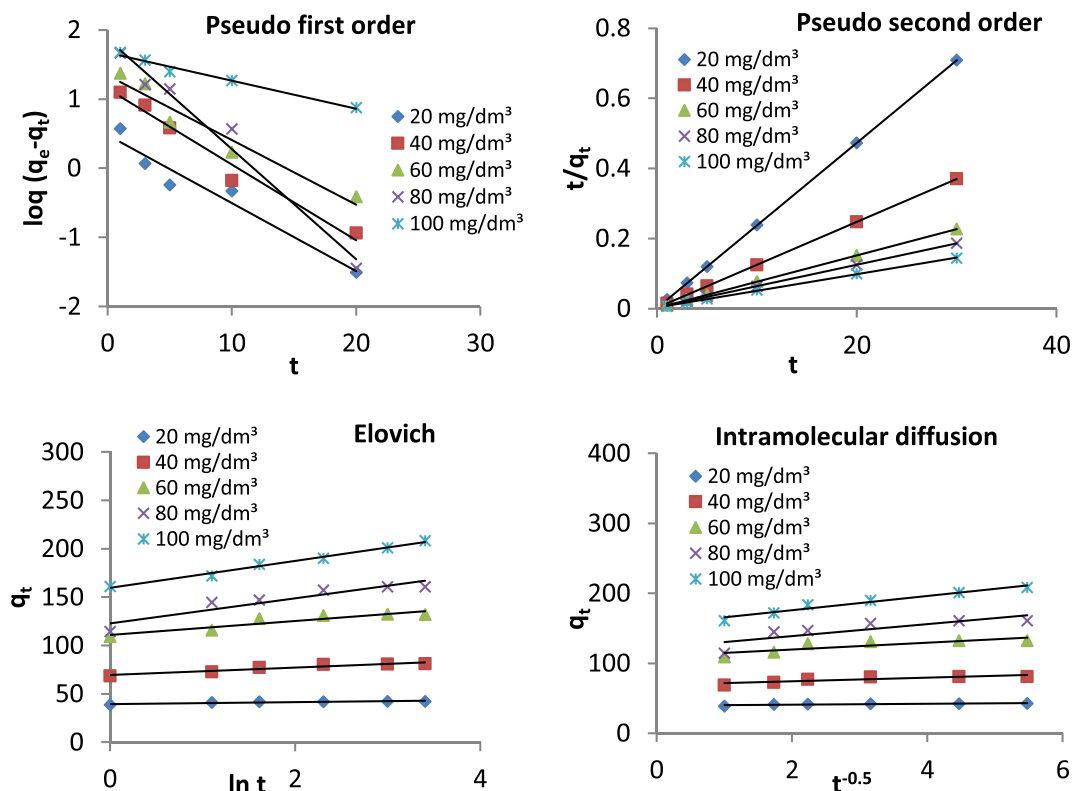 Pseudo first order
2
1
0
-1
-2
0
10
20
30
loq (qe-qt)
t
20 mg/dm³
40 mg/dm³
60 mg/dm³
80 mg/dm³
100 mg/dm³
Pseudo second order
0.8
0.6
0.4
0.2
0
0
20
40
t/qt
t
20 mg/dm³
40 mg/dm³
60 mg/dm³
80 mg/dm³
100 mg/dm³
Elovich
300
250
200
150
100
50
0
0
2
4
qt
ln t
20 mg/dm³
40 mg/dm³
60 mg/dm³
80 mg/dm³
100 mg/dm³
Intramolecular diffusion
400
300
200
100
0
0
2
4
6
qt
t-0.5
20 mg/dm³
40 mg/dm³
60 mg/dm³
80 mg/dm³
100 mg/dm³